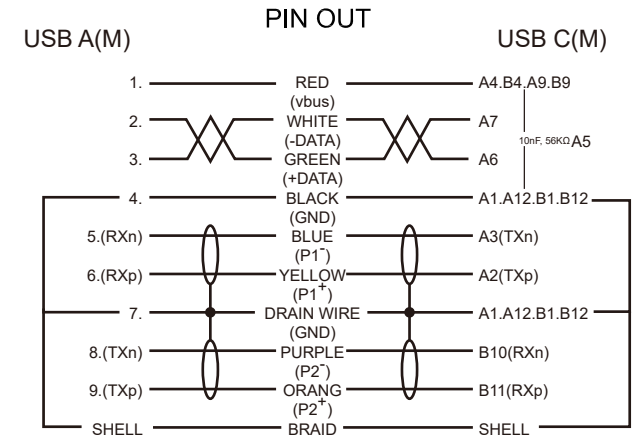 PIN OUT
USB A(M) USB C(M)
1. RED A4.B4.A9.B9
(vbus)
2. WHITE A7
(-DATA) 10nF, 56KΩ A5
3. GREEN A6
(+DATA)
4. BLACK A1.A12.B1.B12
(GND)
5.(RXn) BLUE A3(TXn)
(P1-)
6.(RXp) YELLOW A2(TXp)
(P1+)
7. DRAIN WIRE A1.A12.B1.B12
(GND)
8.(TXn) PURPLE B10(RXn)
(P2-)
9.(TXp) ORANG B11(RXp)
(P2+)
SHELL BRAID SHELL